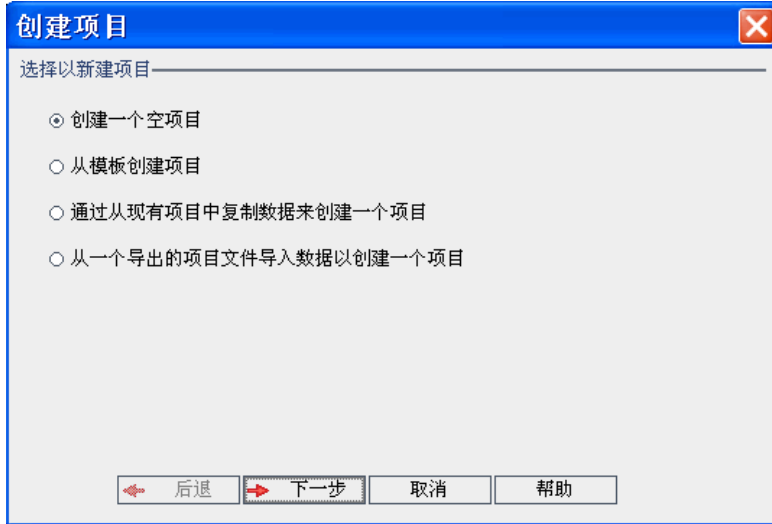 创建项目
选择以新建项目
创建一个空项目
从模板创建项目
通过从现有项目中复制数据来创建一个项目
从一个导出的项目文件导入数据以创建一个项目
后退 下一步 取消 帮助